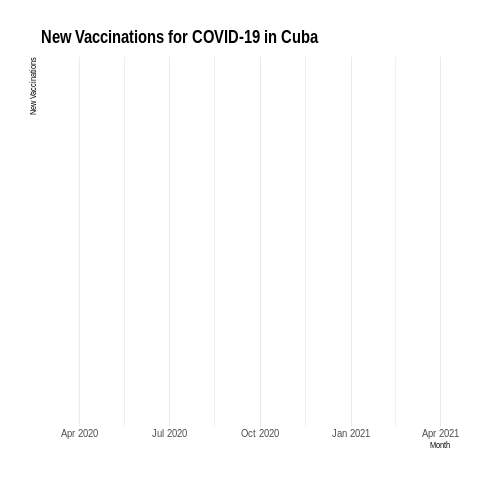 New Vaccinations for COVID-19 in Cuba
New Vaccinations
Apr 2020 Jul 2020 Oct 2020 Jan 2021 Apr 2021
Month